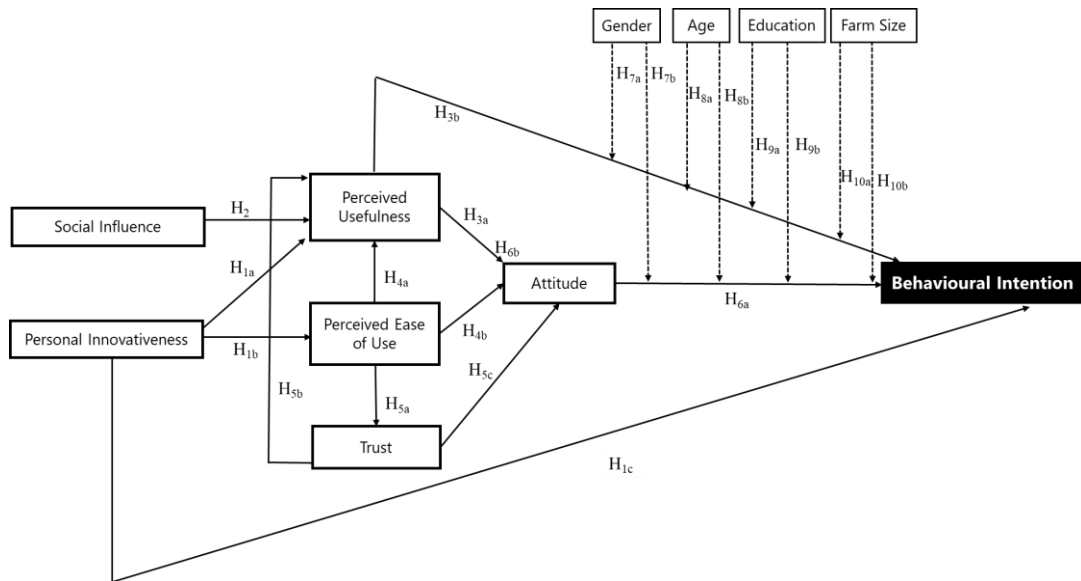 Gender
Age
Education
Farm Size
H7a
H7b
H8a
H8b
H9a
H9b
H10a
H10b
H3b
Perceived
Usefulness
Social Influence
H2
H3a
H6b
H1a
H4a
Attitude
Behavioural Intention
H6a
Personal Innovativeness
H1b
Perceived Ease
of Use
H4b
H5b
H5a
H5c
Trust
H1c